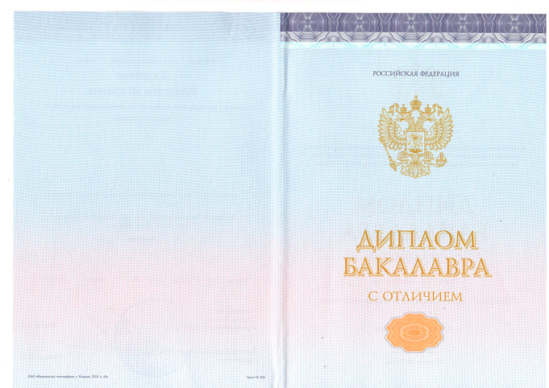 РОССИЙСКАЯ ФЕДЕРАЦИЯ
ДИПЛОМ
БАКАЛАВРА
С ОТЛИЧИЕМ